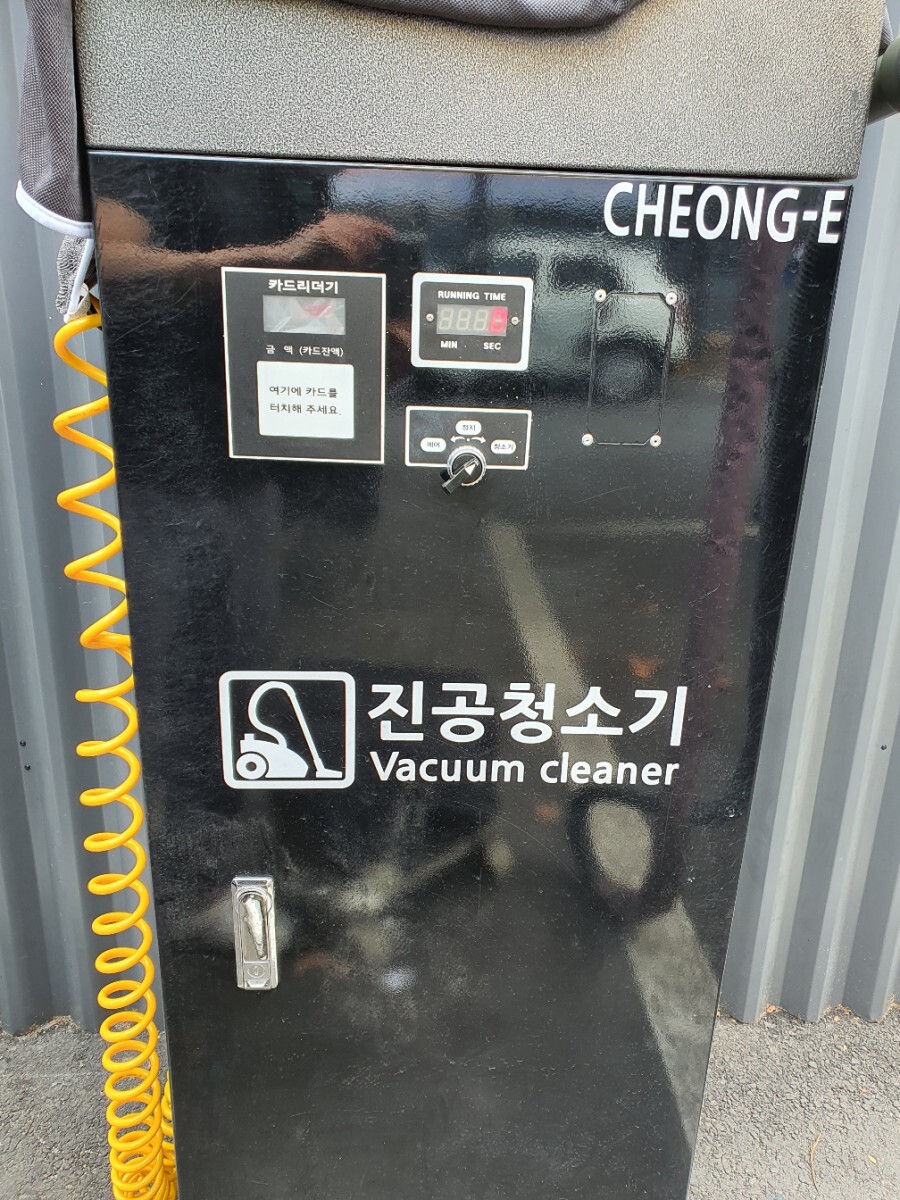 CHEONG-E
카드리더기
금 액 (카드잔액)
여기에 카드를
터치해 주세요.
RUNNING TIME
MIN SEC
정지
에어 청소기
진공청소기
Vacuum cleaner